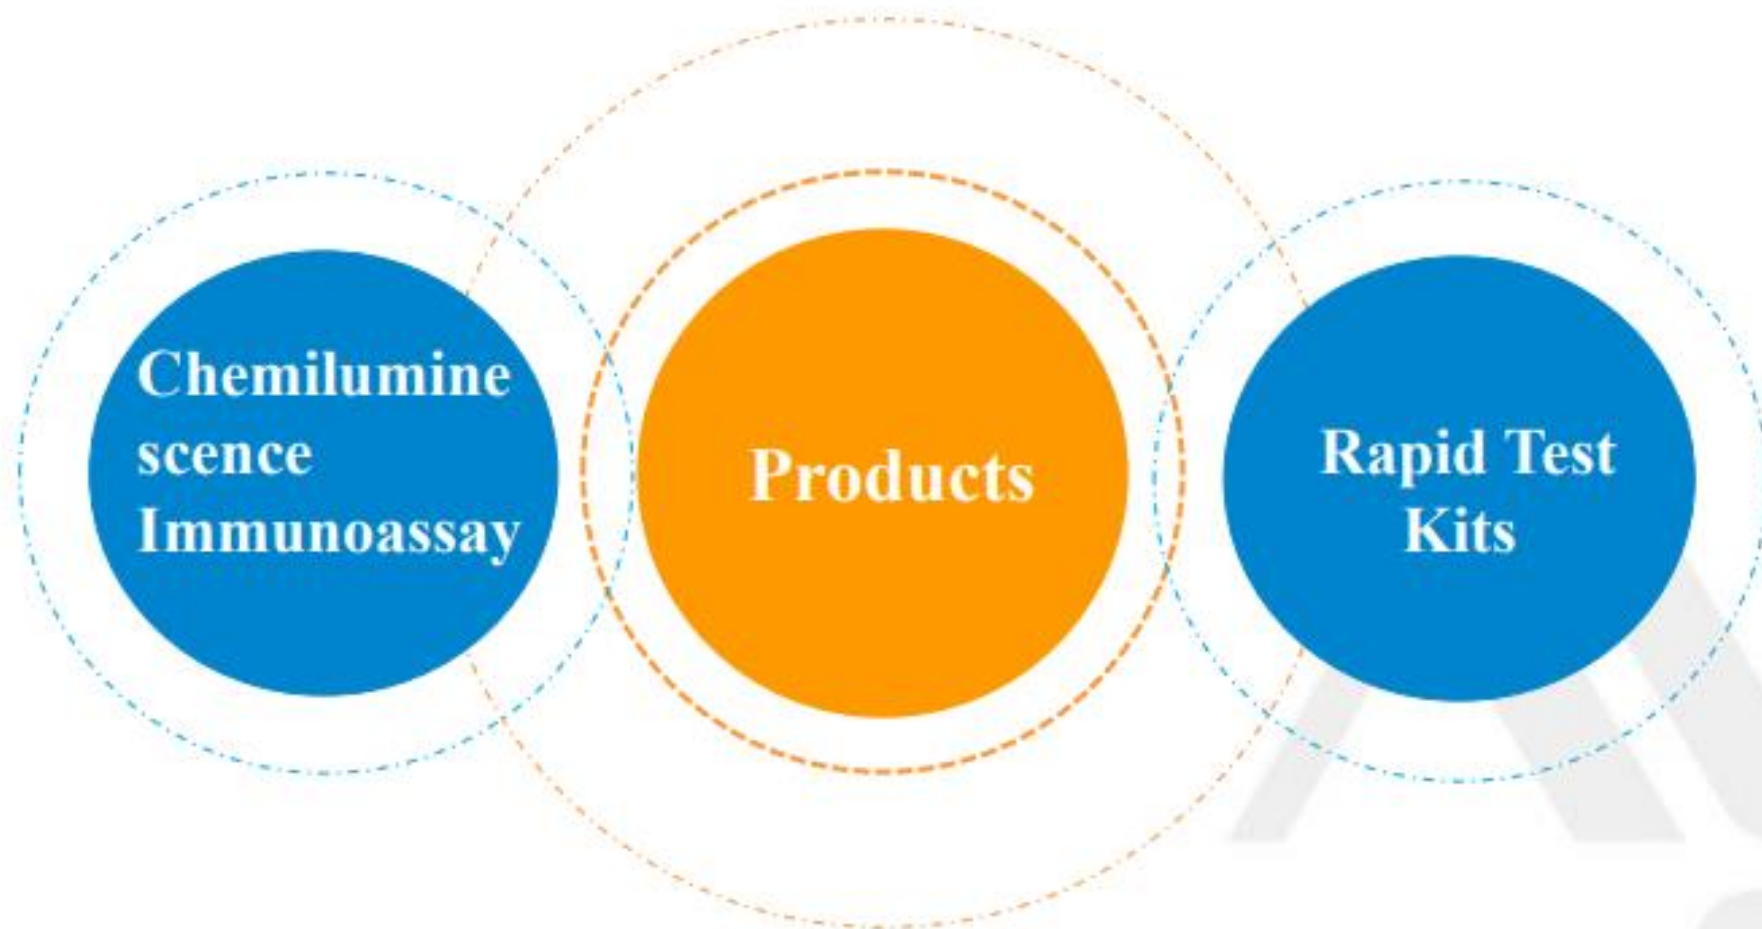 Chemilumine
scence
Immunoassay
Products
Rapid Test
Kits